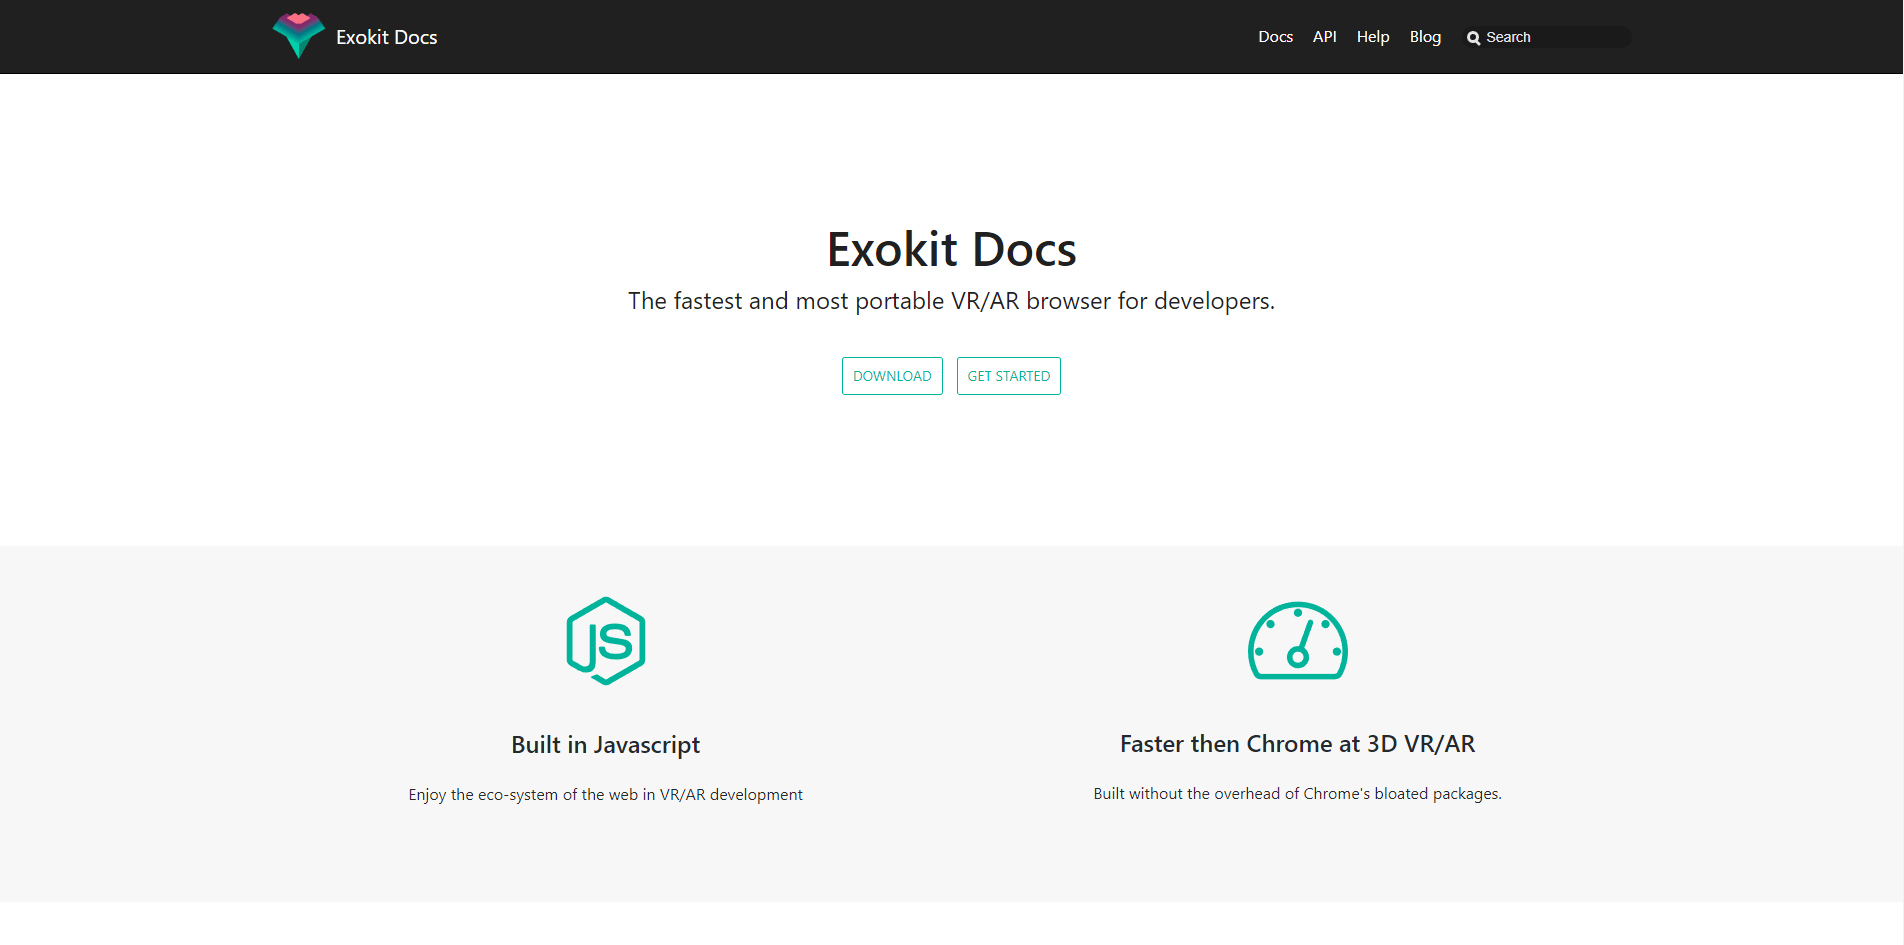 Exokit Docs
Docs API Help Blog Search
Exokit Docs
The fastest and most portable VR/AR browser for developers.
DOWNLOAD GET STARTED
JS
Built in Javascript
Enjoy the eco-system of the web in VR/AR development
Faster then Chrome at 3D VR/AR
Built without the overhead of Chrome's bloated packages.